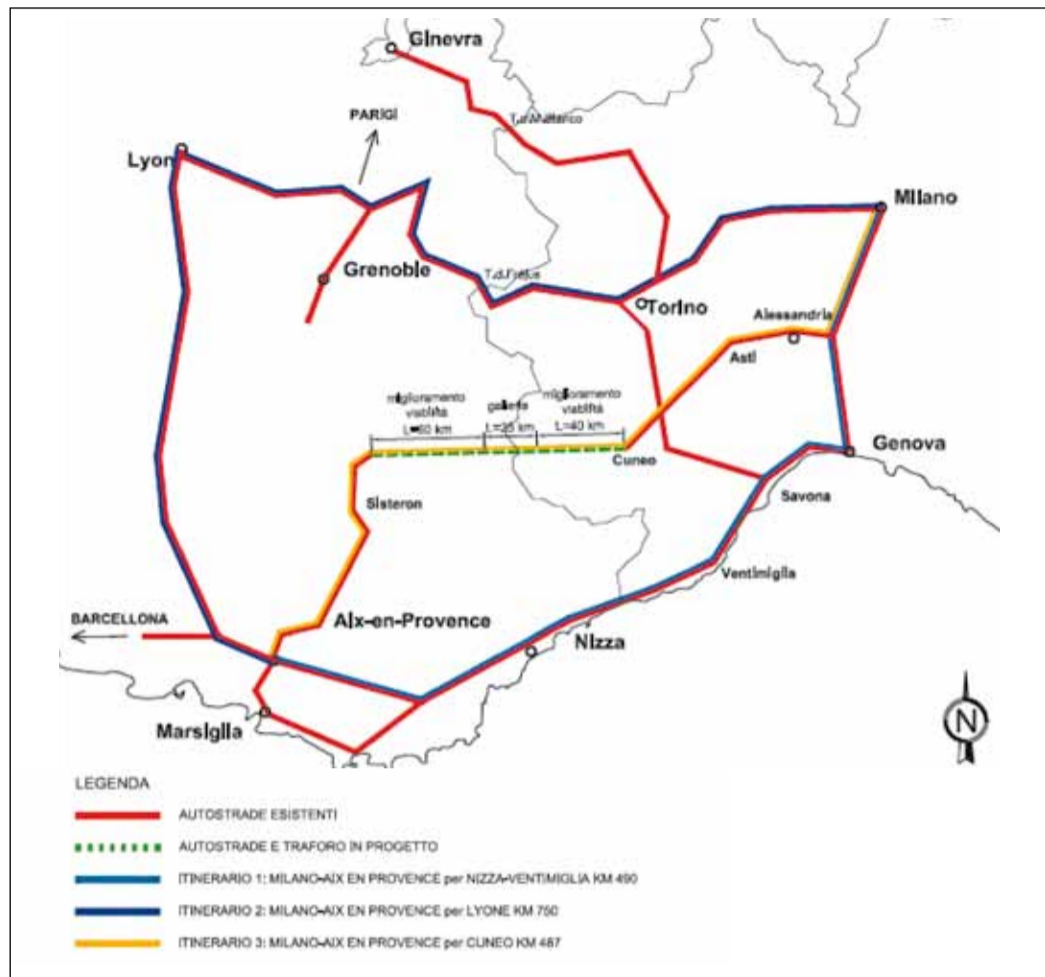 Ginevra
PARIGI
T.d.M.Bianco
Lyon
Milano
Grenoble
T.d.Frejus
Torino
Alessandria
Asti
miglioramento
viabilità
L=60 km
galleria
L=25 km
miglioramento
viabilità
L=40 km
Cuneo
Genova
Sisteron
Savona
Ventimiglia
Aix-en-Provence
BARCELLONA
Nizza
Marsiglia
N
LEGENDA
AUTOSTRADE ESISTENTI
AUTOSTRADE E TRAFORO IN PROGETTO
ITINERARIO 1: MILANO-AIX EN PROVENCE per NIZZA-VENTIMIGLIA KM 490
ITINERARIO 2: MILANO-AIX EN PROVENCE per LYONE KM 750
ITINERARIO 3: MILANO-AIX EN PROVENCE per CUNEO KM 487